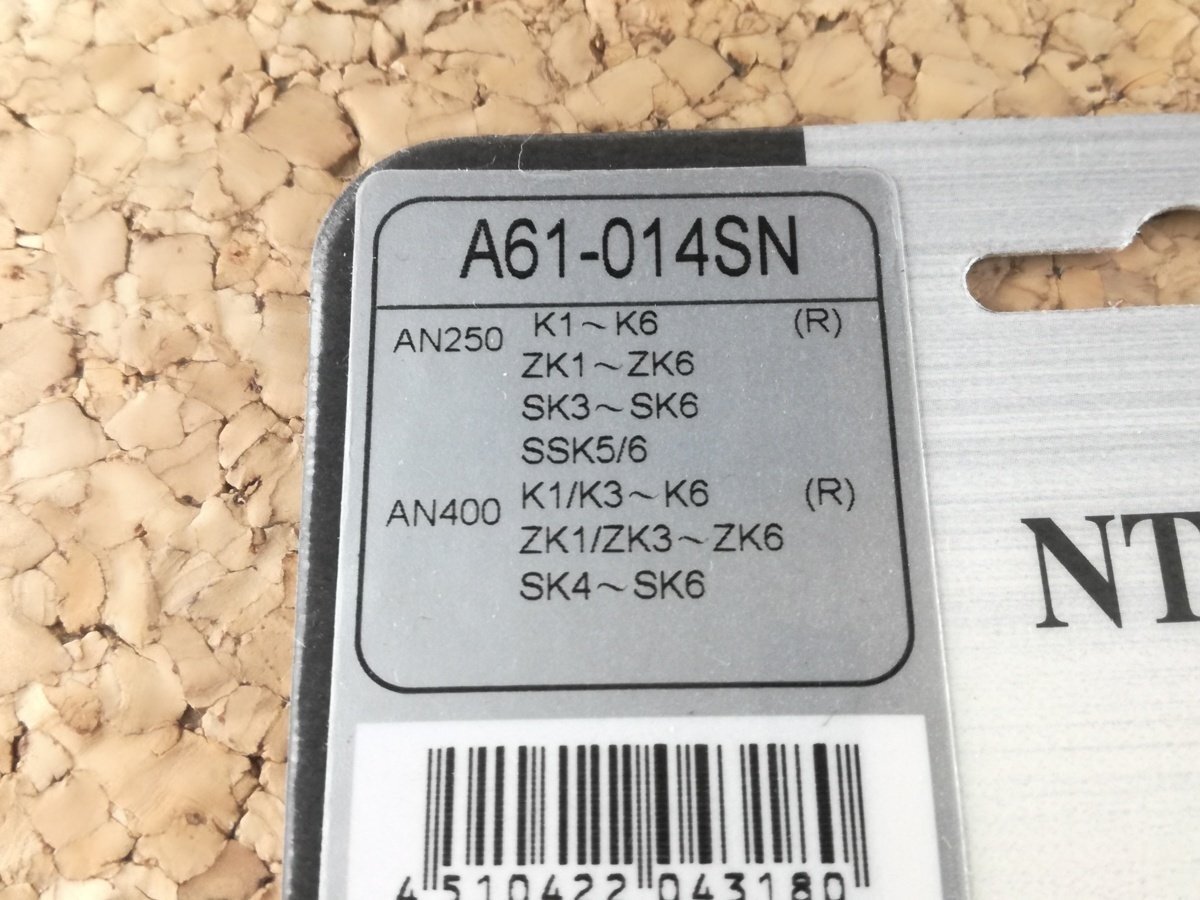 A61-014SN
AN250 K1～K6 (R)
ZK1～ZK6
SK3～SK6
SSK5/6
AN400 K1/K3～K6 (R)
ZK1/ZK3～ZK6
SK4～SK6
NT
4510422043180